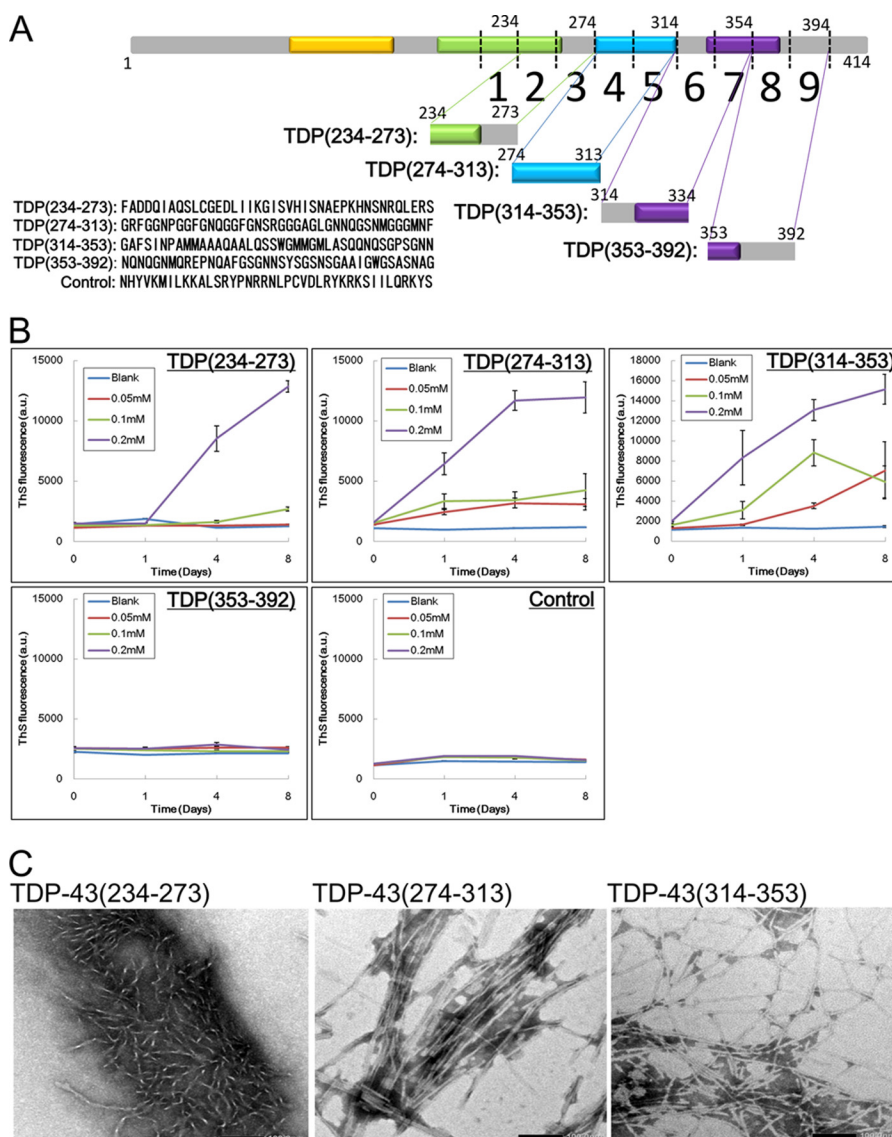 A
234 274 314 354 394
1 414
1 2 3 4 5 6 7 8 9
234 273
TDP(234-273):
274 313
TDP(274-313):
314 334
TDP(314-353):
353 392
TDP(353-392):
TDP(234-273): FADDQIAQSLCGEDLIIKGISVHISNAEPKHNSNRQLERS
TDP(274-313): GRFGGNPGGFGNQGGFGNSRGGGAGLGNNQGSNMGGGMNF
TDP(314-353): GAFSINPAMMAAAQAALQSSWGMMGMLASQQNQSGPSGNN
TDP(353-392): NQNQGNMQREPNQAFGSGNNSYSGSNSGAAIGWGSASNAG
Control: NHYVKMILKKALSRYPNRRNLPCVDLRYKRKSIILQRKYS
B
TDP(234-273)
ThS fluorescence (a.u.)
15000
10000
5000
0
Blank
0.05mM
0.1mM
0.2mM
0 1 4 8
Time (Days)
TDP(274-313)
ThS fluorescence (a.u.)
15000
10000
5000
0
Blank
0.05mM
0.1mM
0.2mM
0 1 4 8
Time (Days)
TDP(314-353)
ThS fluorescence (a.u.)
18000
16000
14000
12000
10000
8000
6000
4000
2000
0
Blank
0.05mM
0.1mM
0.2mM
0 1 4 8
Time (Days)
TDP(353-392)
ThS fluorescence (a.u.)
15000
10000
5000
0
Blank
0.05mM
0.1mM
0.2mM
0 1 4 8
Time (Days)
Control
ThS fluorescence (a.u.)
15000
10000
5000
0
Blank
0.05mM
0.1mM
0.2mM
0 1 4 8
Time (Days)
C
TDP-43(234-273) TDP-43(274-313) TDP-43(314-353)